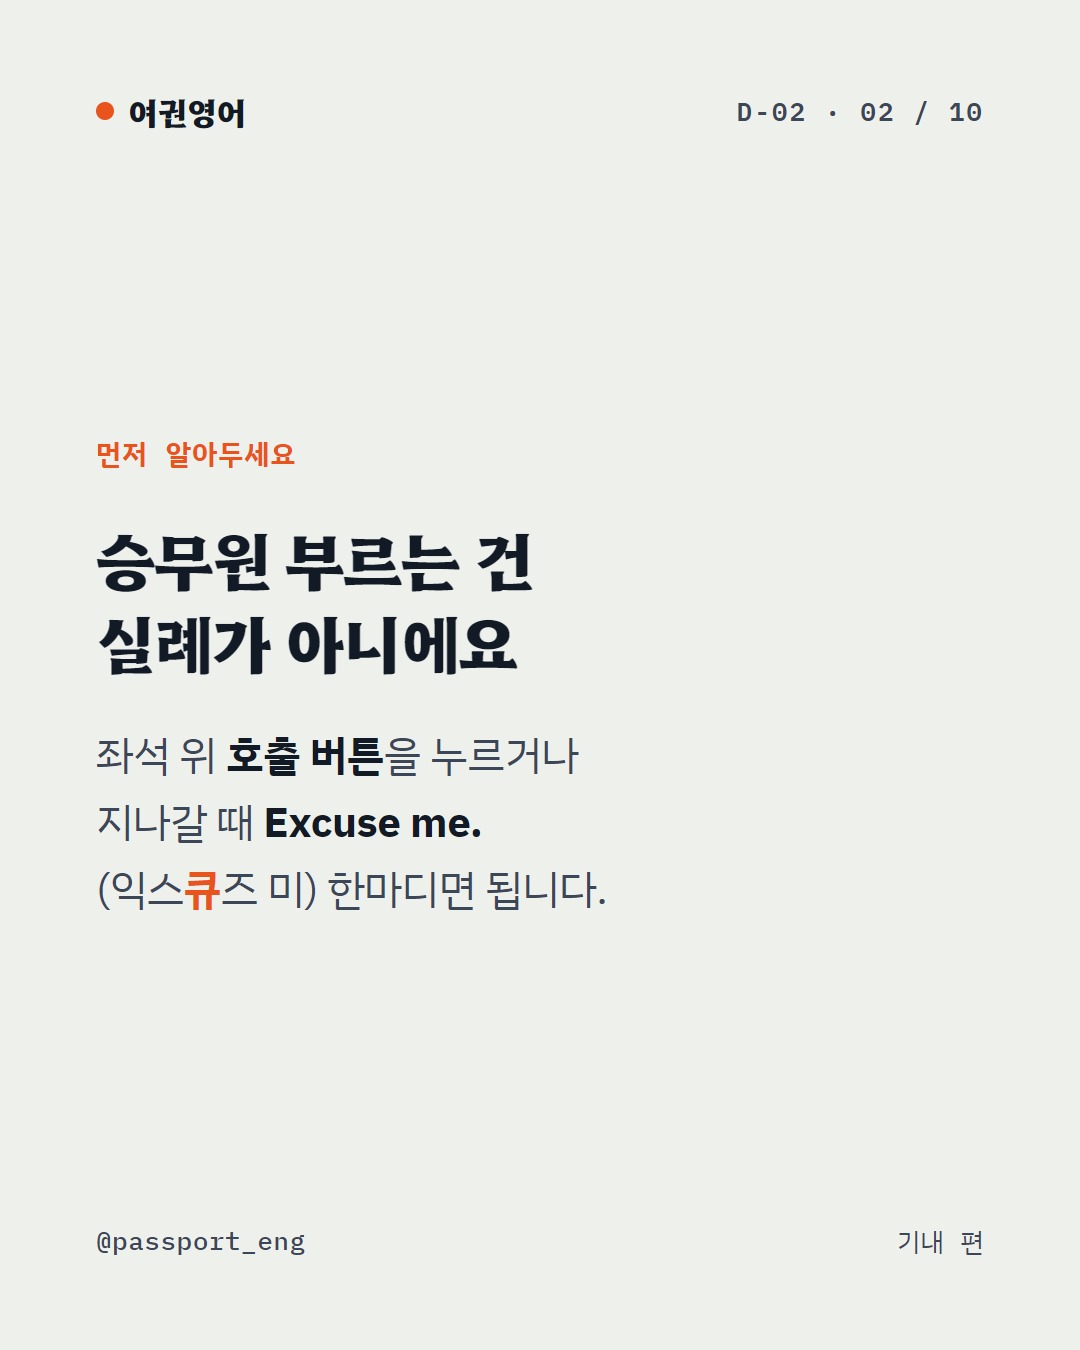 여권영어
D-02 · 02 / 10
먼저 알아두세요
승무원 부르는 건
실례가 아니에요
좌석 위 호출 버튼을 누르거나
지나갈 때 Excuse me.
(익스큐즈 미) 한마디면 됩니다.
@passport_eng
기내 편